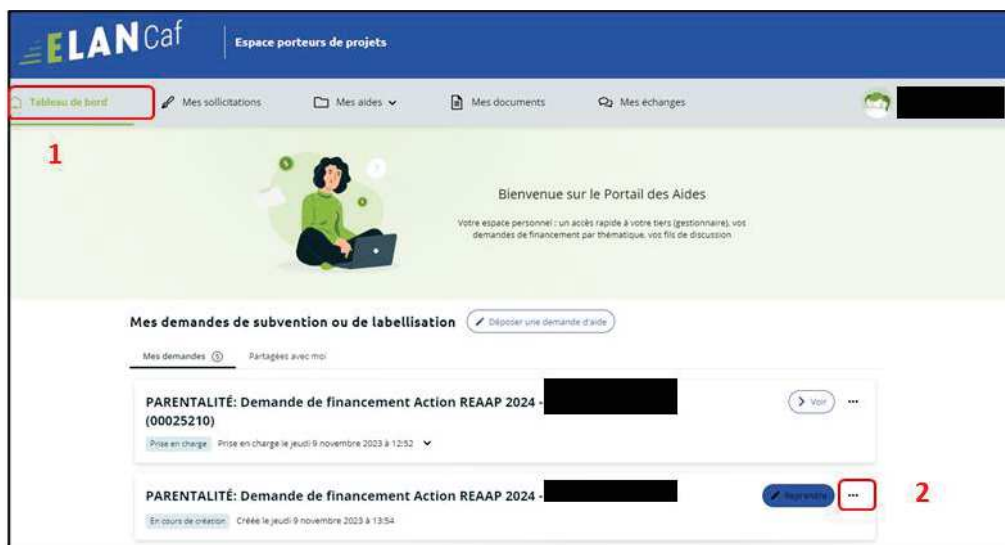 ELAN Caf
Espace porteurs de projets
Tableau de bord
Mes sollicitations
Mes aides
Mes documents
Mes échanges
1
Bienvenue sur le Portail des Aides
Votre espace personnel : un accès rapide à votre tiers (gestionnaire), vos
demandes de financement par thématique, vos fils de discussion
Mes demandes de subvention ou de labellisation
Déposer une demande d'aide
Mes demandes (5)
Partagées avec moi
PARENTALITÉ: Demande de financement Action REAAP 2024 -
(00025210)
Voir
...
Prise en charge
Prise en charge le jeudi 9 novembre 2023 à 12:52
PARENTALITÉ: Demande de financement Action REAAP 2024 -
Reprendre
...
2
En cours de création
Créée le jeudi 9 novembre 2023 à 13:54